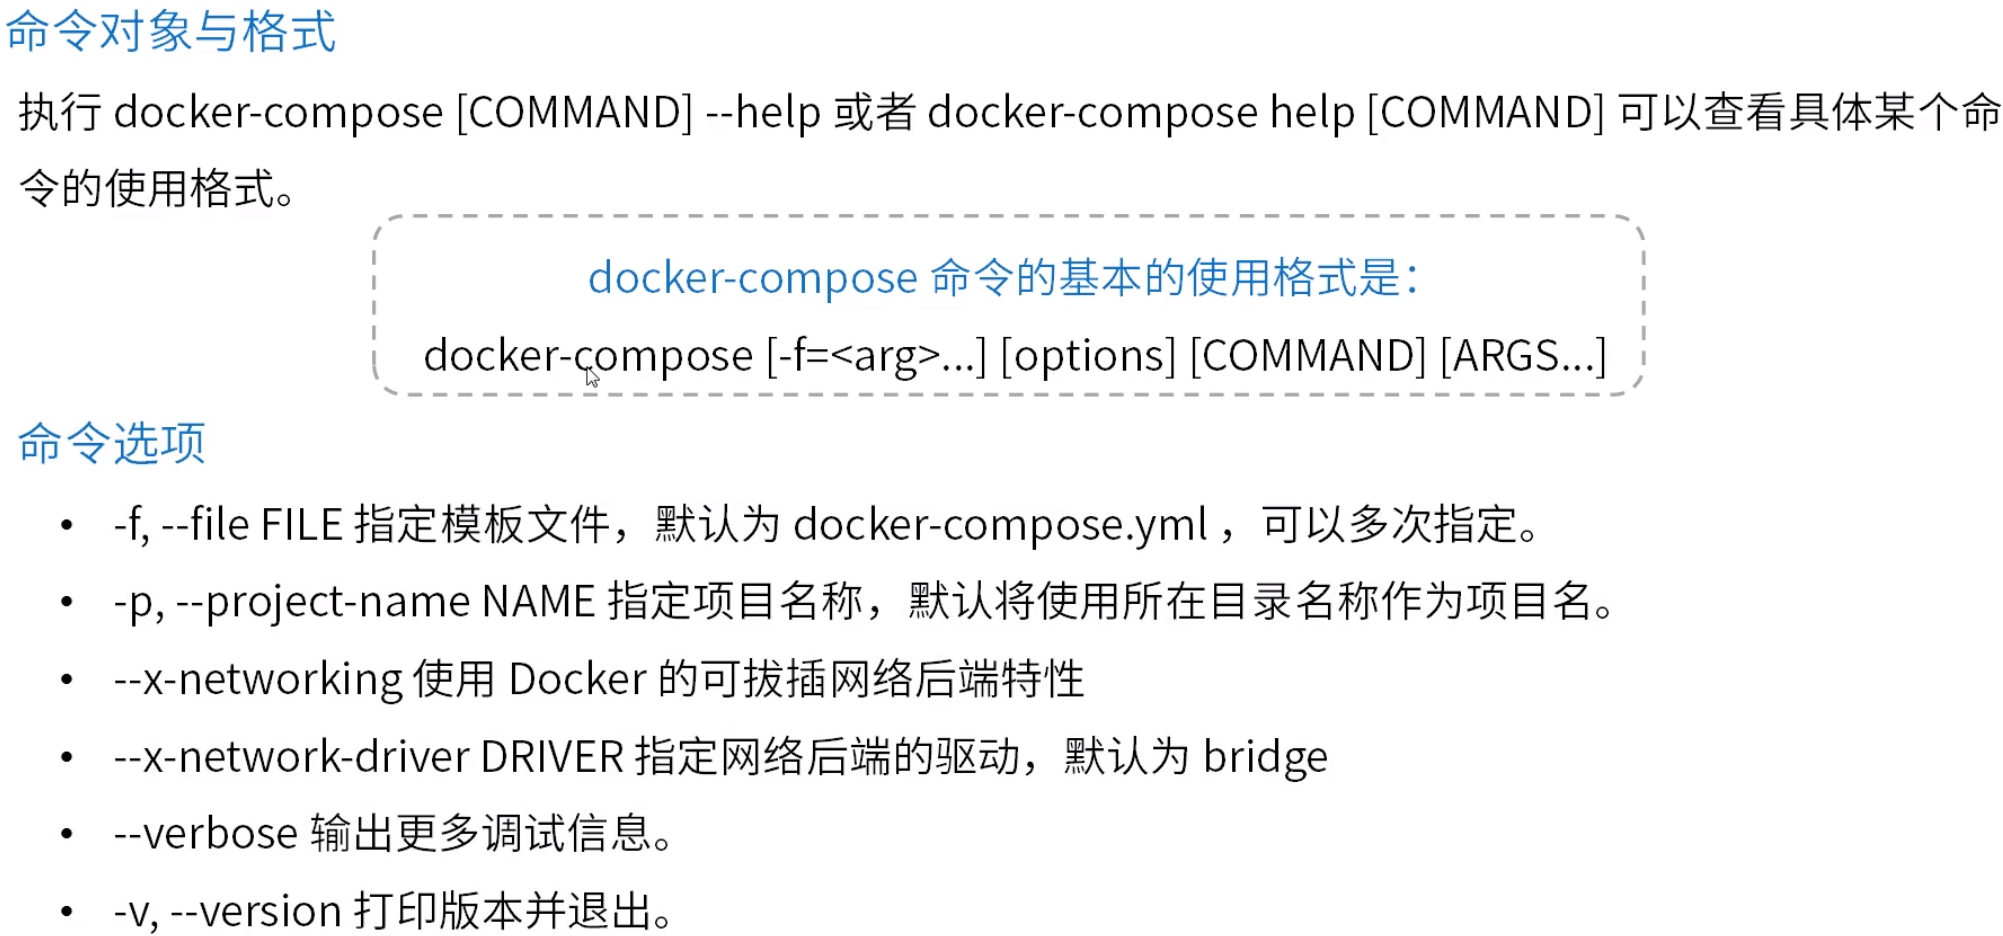 命令对象与格式
执行 docker-compose [COMMAND] --help 或者 docker-compose help [COMMAND] 可以查看具体某个命
令的使用格式。
docker-compose 命令的基本的使用格式是：
docker-compose [-f=<arg>...] [options] [COMMAND] [ARGS...]
命令选项
• -f, --file FILE 指定模板文件，默认为 docker-compose.yml ，可以多次指定。
• -p, --project-name NAME 指定项目名称，默认将使用所在目录名称作为项目名。
• --x-networking 使用 Docker 的可拔插网络后端特性
• --x-network-driver DRIVER 指定网络后端的驱动，默认为 bridge
• --verbose 输出更多调试信息。
• -v, --version 打印版本并退出。